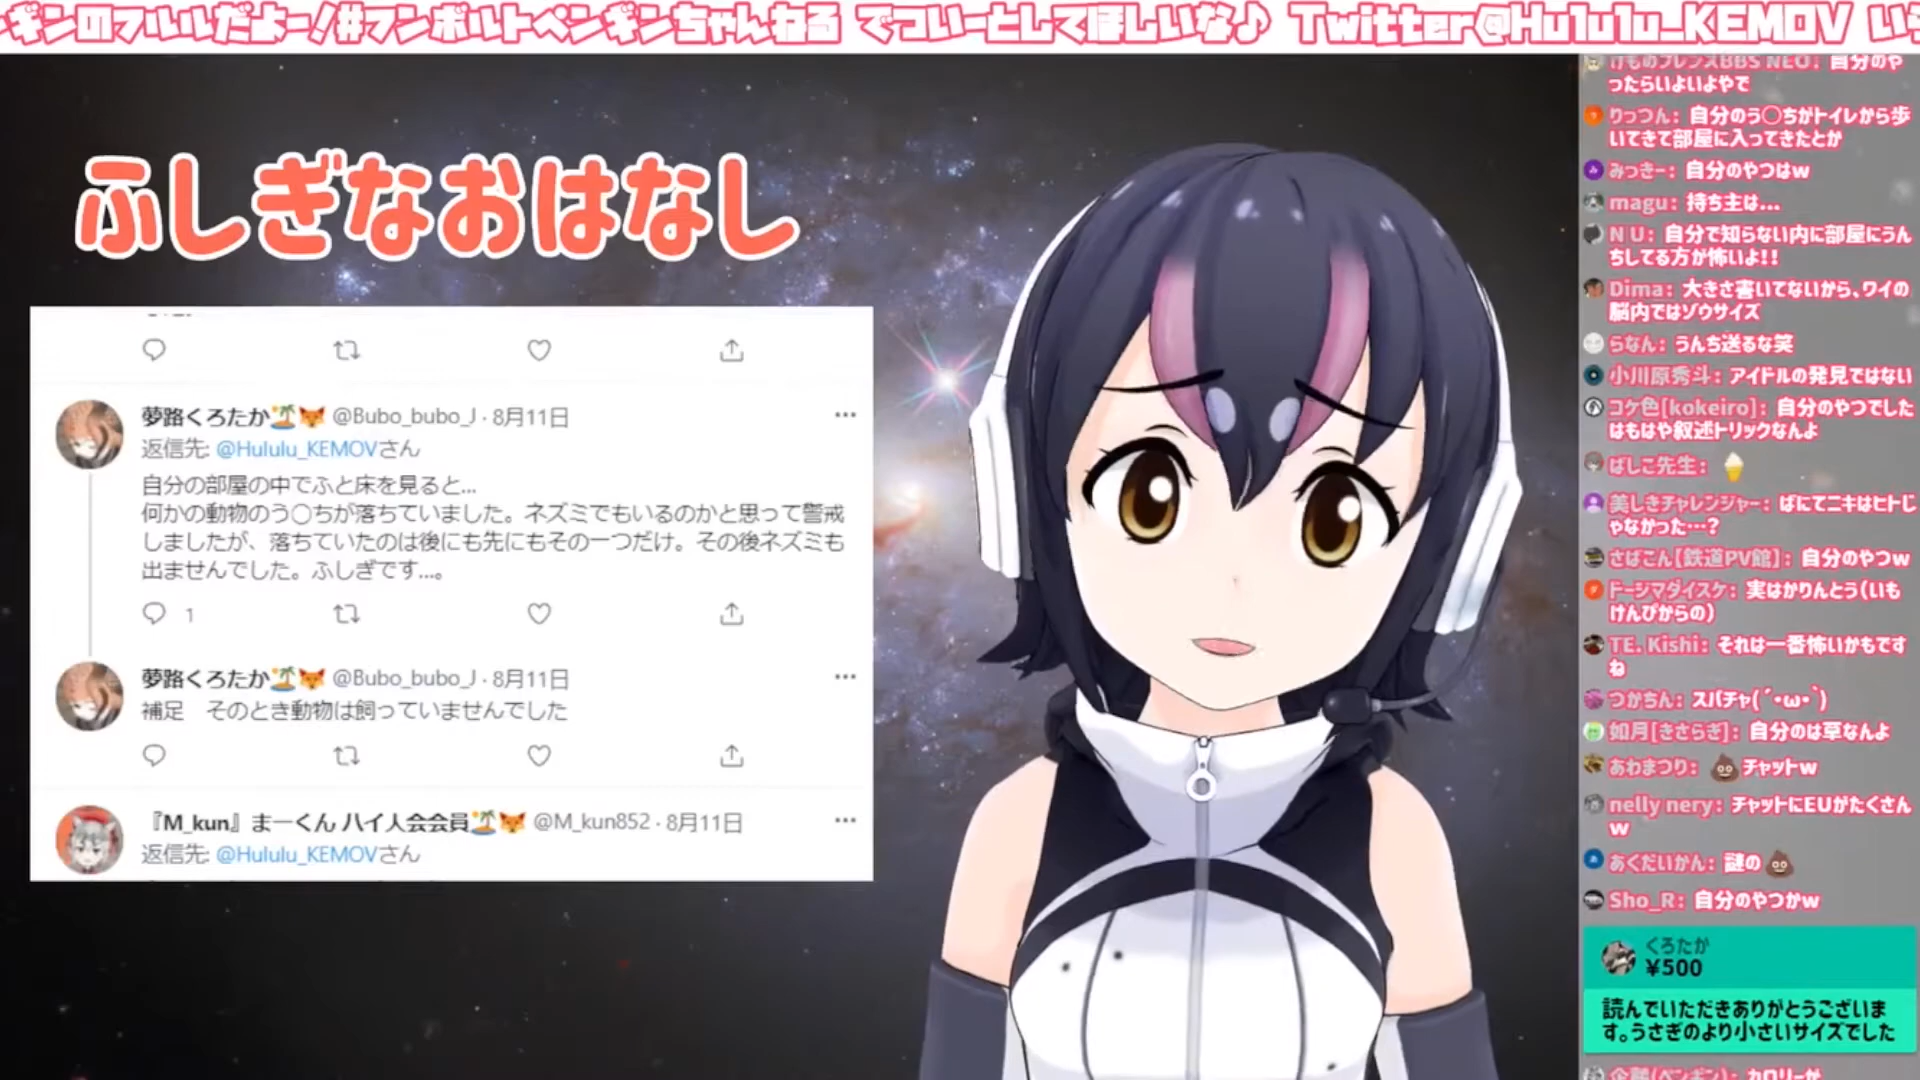 ギンのフルルだよー!#フンボルトペンギンちゃんねる でついーとしてほしいな♪ Twitter@Hululu_KEMOV いら
ふしぎなおはなし
夢路くろたか🏝️🦊 @Bubo_bubo_J · 8月11日
返信先: @Hululu_KEMOVさん
自分の部屋の中でふと床を見ると...
何かの動物のう〇ちが落ちていました。ネズミでもいるのかと思って警戒
しましたが、落ちていたのは後にも先にもその一つだけ。その後ネズミも
出ませんでした。ふしぎです...。
1
夢路くろたか🏝️🦊 @Bubo_bubo_J · 8月11日
補足　そのとき動物は飼っていませんでした
『M_kun』まーくん ハイ人会会員🏝️🦊 @M_kun852 · 8月11日
返信先: @Hululu_KEMOVさん
けものフレンズBBS NEO: 自分のや
ったらいよいよやで
りっつん: 自分のう〇ちがトイレから歩
いてきて部屋に入ってきたとか
みっきー: 自分のやつはw
magu: 持ち主は...
N U: 自分で知らない内に部屋にうん
ちしてる方が怖いよ!!
Dima: 大きさ書いてないから、ワイの
脳内ではゾウサイズ
らなん: うんち送るな笑
小川原秀斗: アイドルの発見ではない
コケ色[kokeiro]: 自分のやつでした
はもはや叙述トリックなんよ
ばしこ先生: 🍦
美しきチャレンジャー: ばにてニキはヒトじ
ゃなかった…?
さばこん【鉄道PV館】: 自分のやつw
ドージマダイスケ: 実はかりんとう(いも
けんぴからの)
TE. Kishi: それは一番怖いかもです
ね
つかちん: スパチャ(´･ω･`)
如月[きさらぎ]: 自分のは草なんよ
あわまつり: 💩チャットw
nelly nery: チャットにEUがたくさん
w
あくだいかん: 謎の💩
Sho_R: 自分のやつかw
くろたか
¥500
読んでいただきありがとうございま
す。うさぎのより小さいサイズでした